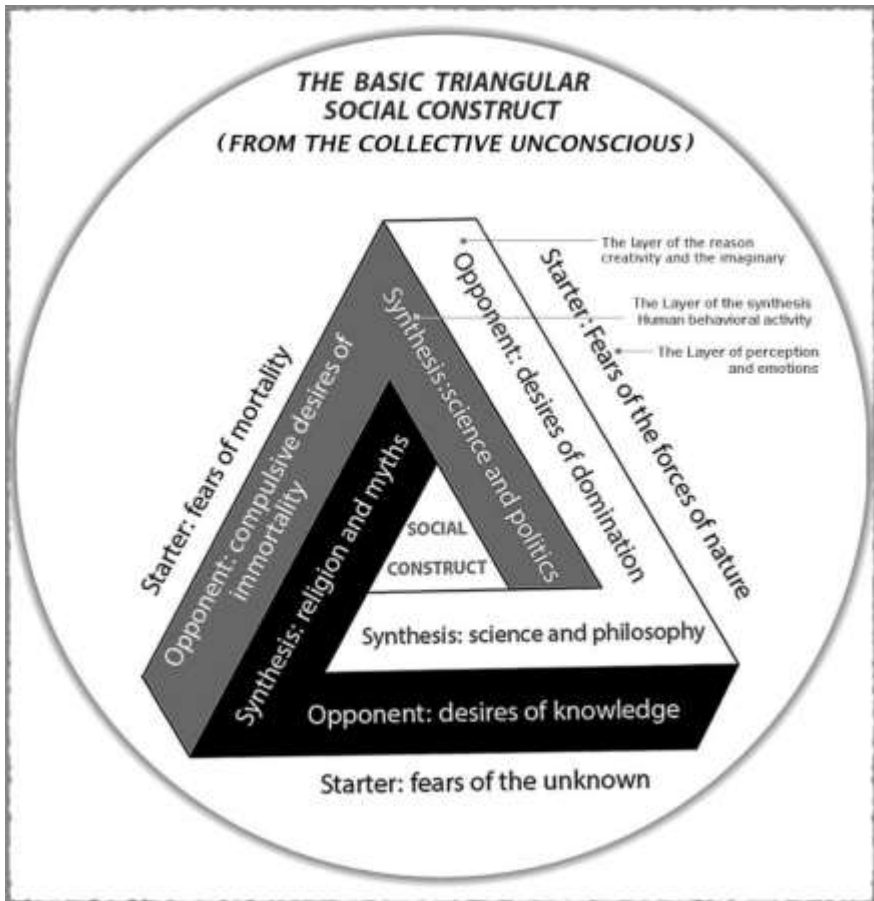 THE BASIC TRIANGULAR
SOCIAL CONSTRUCT
(FROM THE COLLECTIVE UNCONSCIOUS)
The layer of the reason
creativity and the imaginary
The Layer of the synthesis
Human behavioral activity
The Layer of perception
and emotions
Starter: fears of mortality
Opponent: compulsive desires of
immortality
Synthesis: religion and myths
Synthesis:science and politics
Opponent: desires of domination
Starter: Fears of the forces of nature
SOCIAL
CONSTRUCT
Synthesis: science and philosophy
Opponent: desires of knowledge
Starter: fears of the unknown